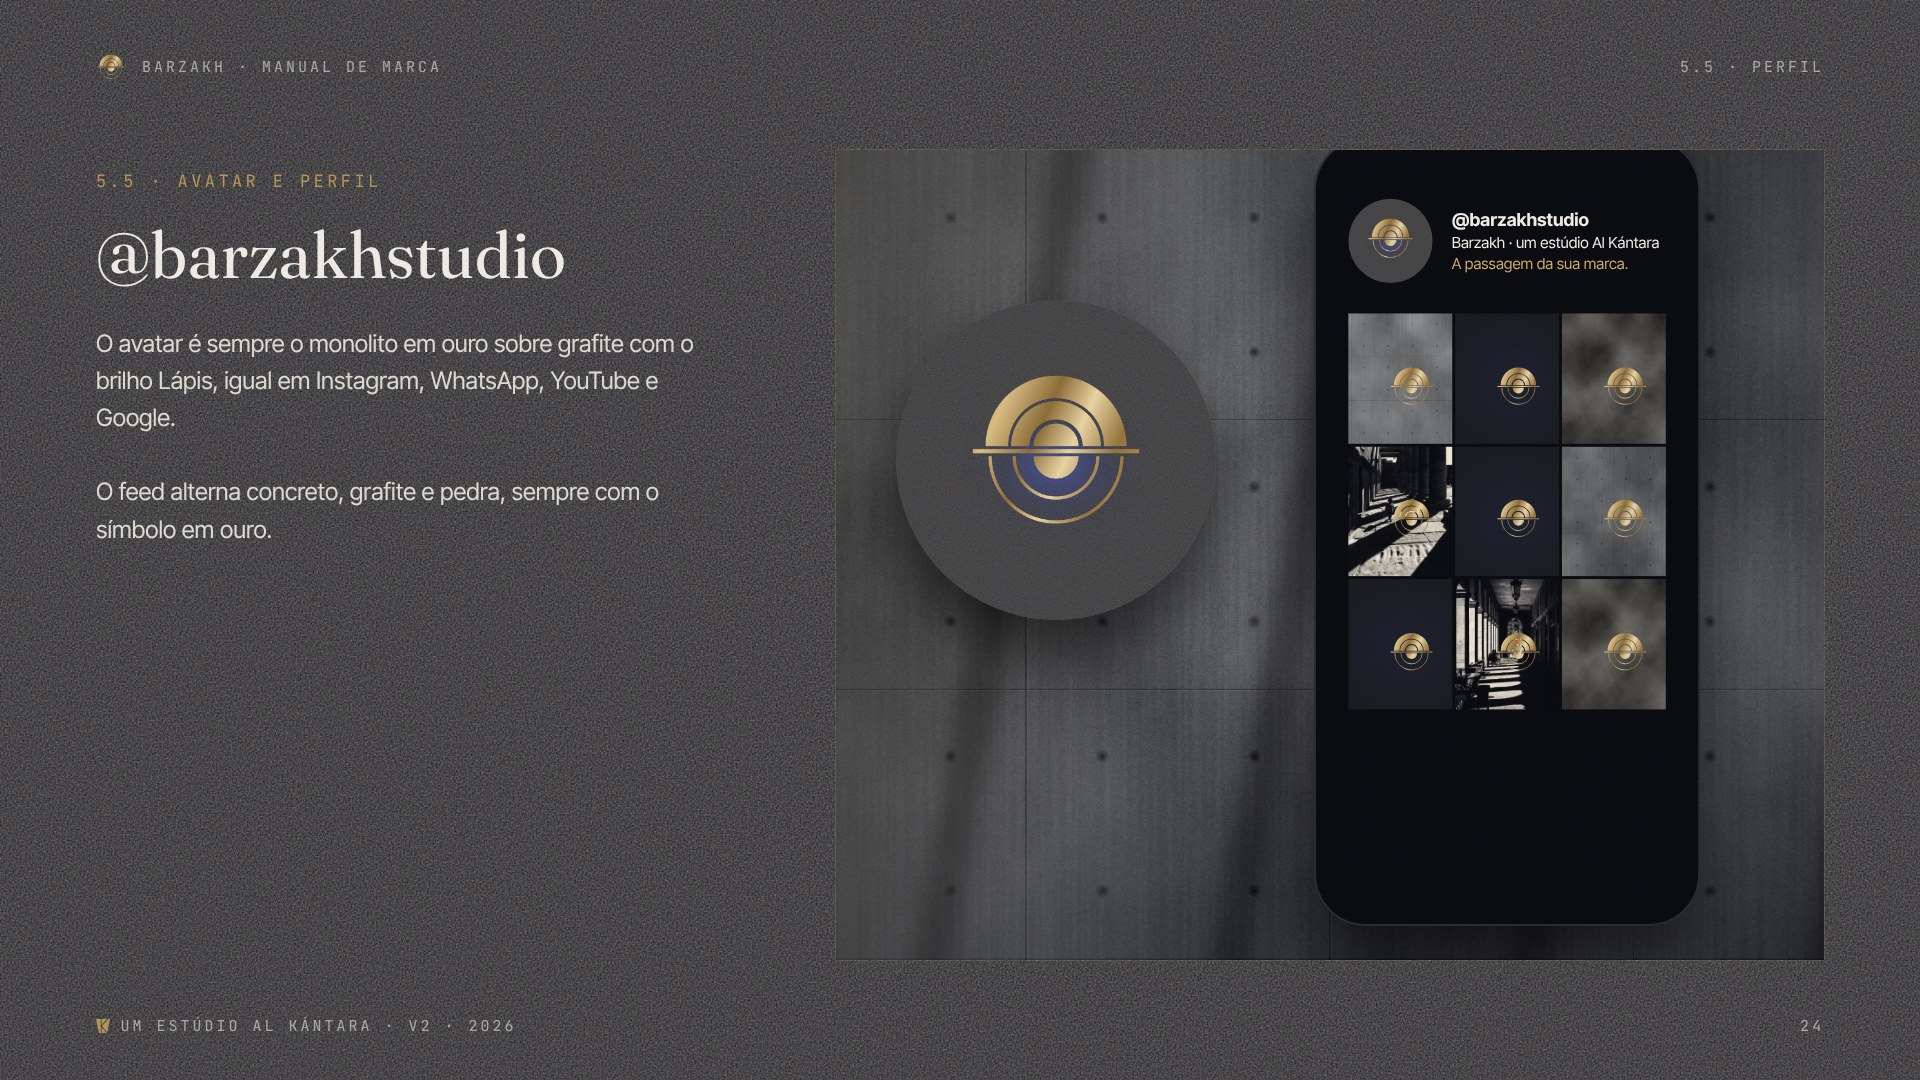 BARZAKH · MANUAL DE MARCA
5.5 · PERFIL
5.5 · AVATAR E PERFIL
@barzakhstudio
O avatar é sempre o monolito em ouro sobre grafite com o
brilho Lápis, igual em Instagram, WhatsApp, YouTube e
Google.
O feed alterna concreto, grafite e pedra, sempre com o
símbolo em ouro.
@barzakhstudio
Barzakh · um estúdio Al Kántara
A passagem da sua marca.
UM ESTÚDIO AL KÁNTARA · V2 · 2026
24